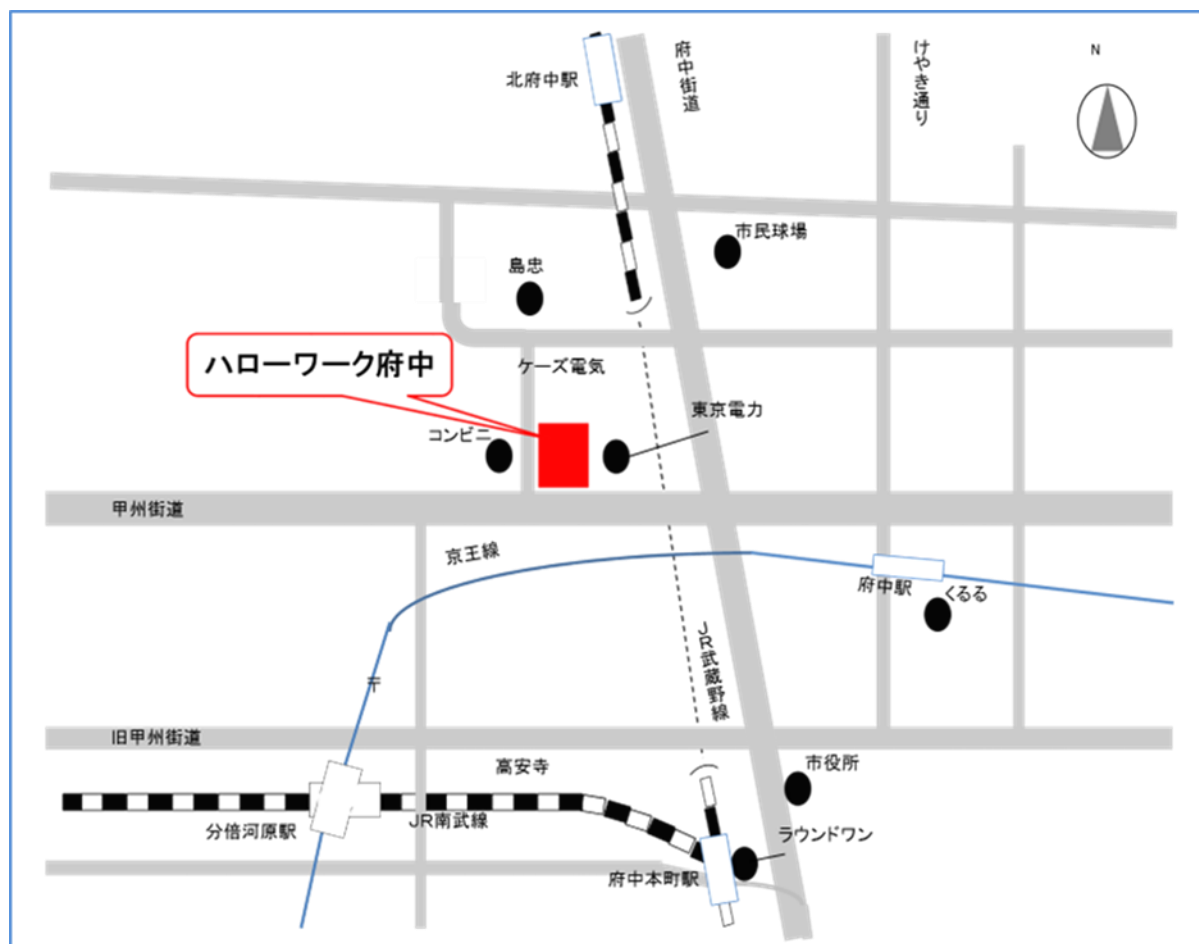 北府中駅
府中街道
けやき通り
N
市民球場
島忠
ハローワーク府中
ケーズ電気
東京電力
コンビニ
甲州街道
京王線
府中駅
くるる
JR武蔵野線
〒
旧甲州街道
高安寺
市役所
分倍河原駅
JR南武線
ラウンドワン
府中本町駅